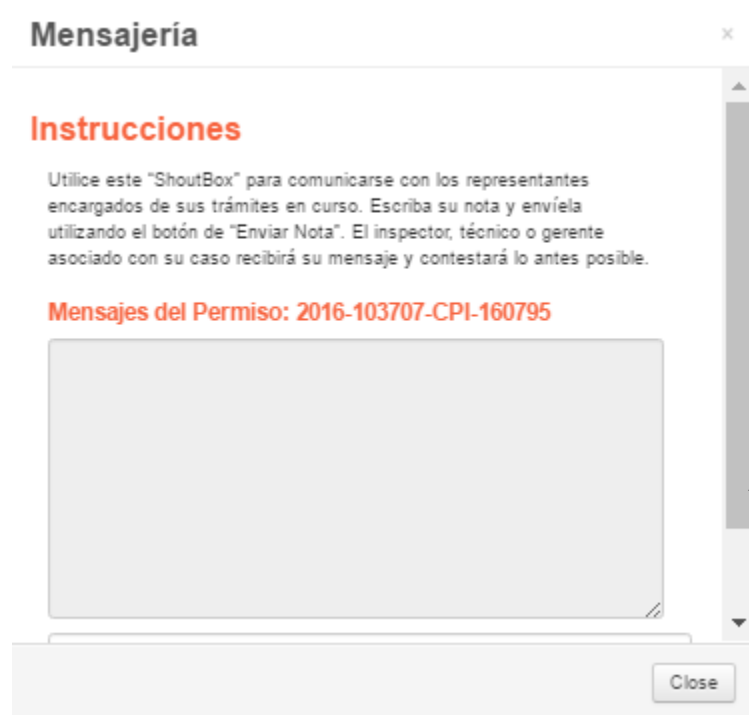 Mensajería
×
Instrucciones
Utilice este "ShoutBox" para comunicarse con los representantes
encargados de sus trámites en curso. Escriba su nota y envíela
utilizando el botón de "Enviar Nota". El inspector, técnico o gerente
asociado con su caso recibirá su mensaje y contestará lo antes posible.
Mensajes del Permiso: 2016-103707-CPI-160795
Close